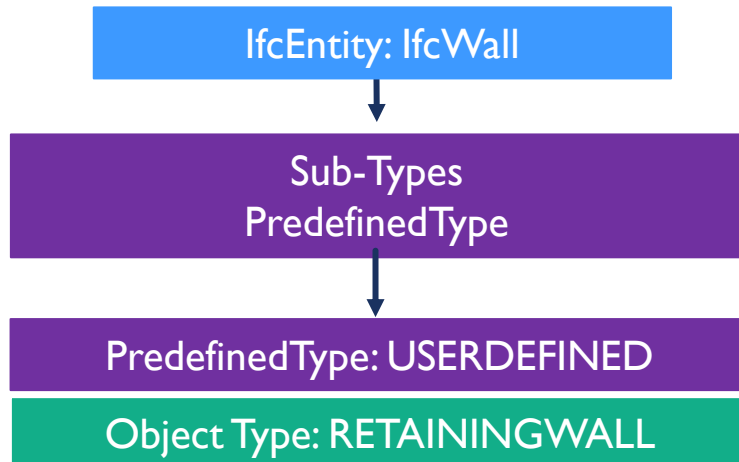 IfcEntity: IfcWall
Sub-Types
PredefinedType
PredefinedType: USERDEFINED
Object Type: RETAININGWALL